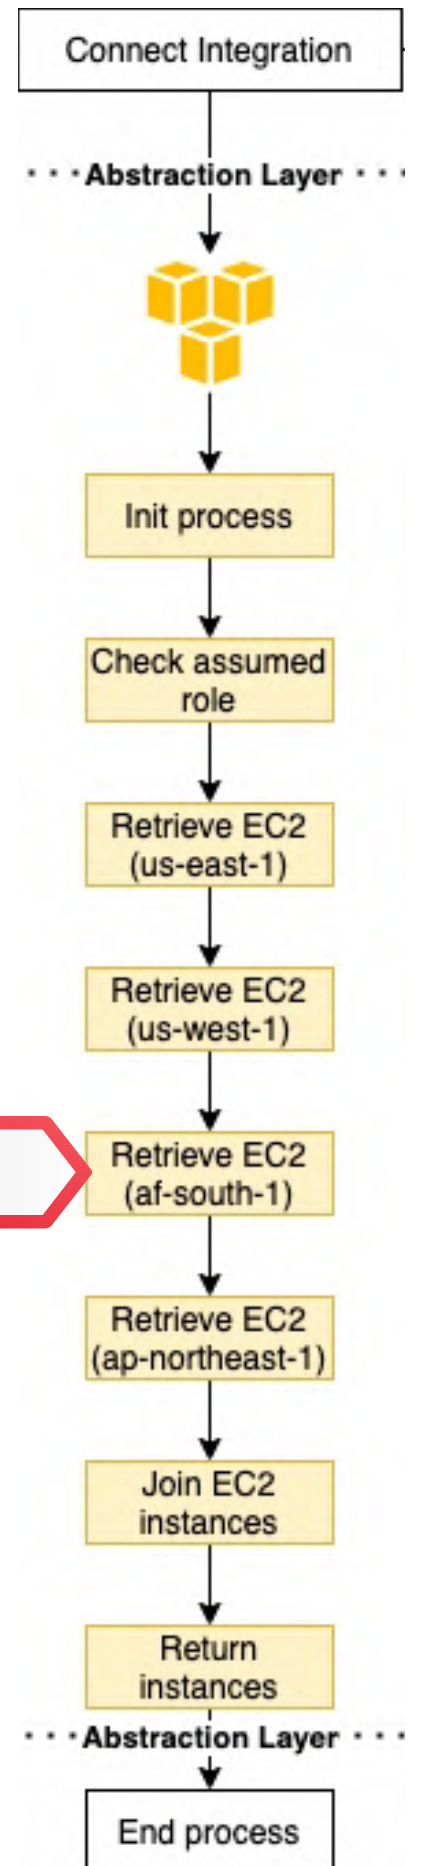 Connect Integration
Abstraction Layer
Init process
Check assumed
role
Retrieve EC2
(us-east-1)
Retrieve EC2
(us-west-1)
Retrieve EC2
(af-south-1)
Retrieve EC2
(ap-northeast-1)
Join EC2
instances
Return
instances
Abstraction Layer
End process